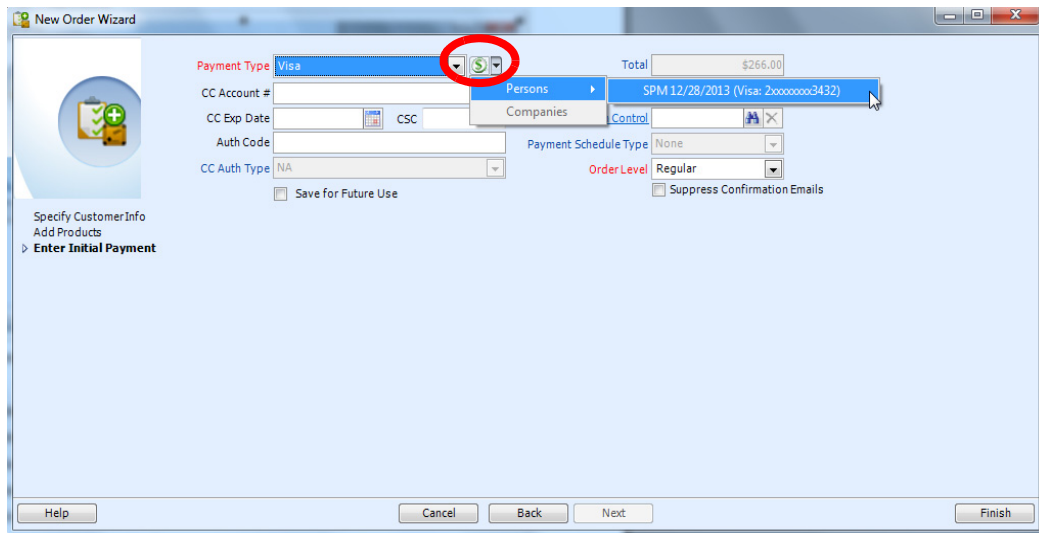 New Order Wizard
Payment Type Visa Total $266.00
Persons SPM 12/28/2013 (Visa: 2xxxxxxxx3432)
CC Account #
Companies
CC Exp Date CSC Control
Auth Code Payment Schedule Type None
CC Auth Type NA Order Level Regular
Save for Future Use Suppress Confirmation Emails
Specify Customer Info
Add Products
Enter Initial Payment
Help Cancel Back Next Finish